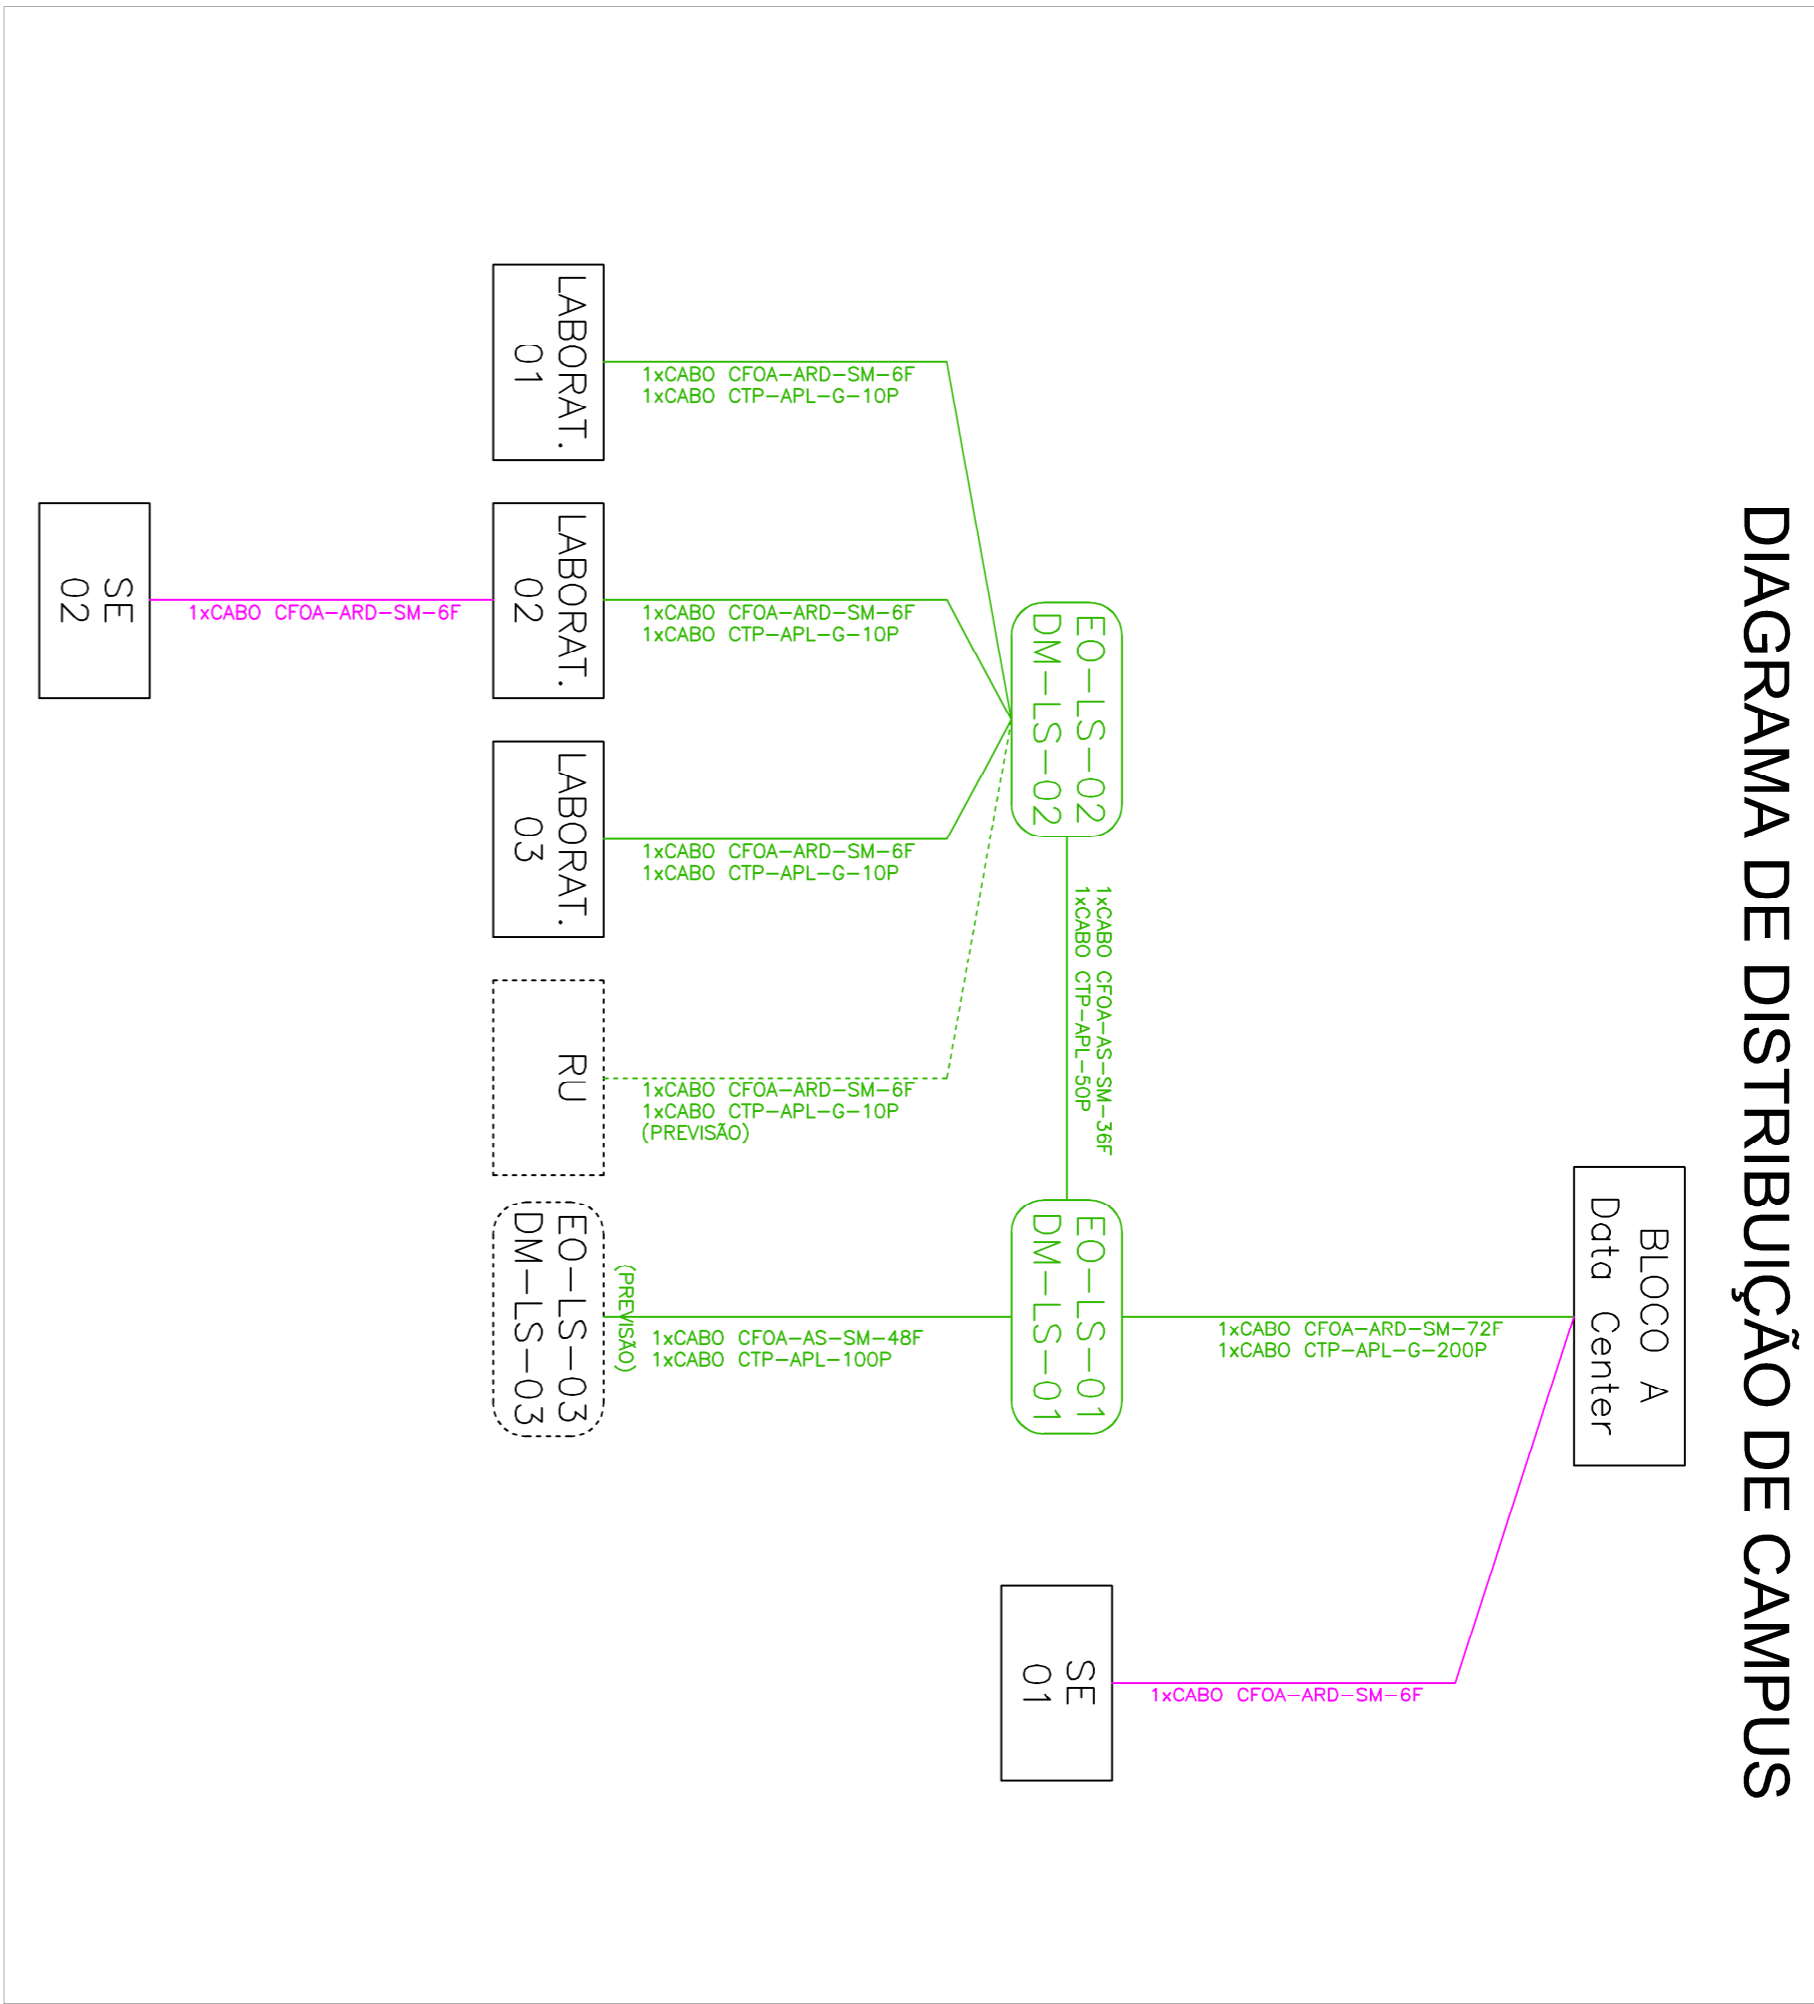 DIAGRAMA DE DISTRIBUIÇÃO DE CAMPUS
BLOCO A
Data Center
1xCABO CFOA-ARD-SM-72F
1xCABO CTP-APL-G-200P
1xCABO CFOA-ARD-SM-6F
SE
01
EO-LS-01
DM-LS-01
1xCABO CFOA-AS-SM-36F
1xCABO CTP-APL-50P
EO-LS-02
DM-LS-02
1xCABO CFOA-AS-SM-48F
1xCABO CTP-APL-100P
(PREVISÃO)
EO-LS-03
DM-LS-03
1xCABO CFOA-ARD-SM-6F
1xCABO CTP-APL-G-10P
LABORAT.
01
1xCABO CFOA-ARD-SM-6F
1xCABO CTP-APL-G-10P
LABORAT.
02
1xCABO CFOA-ARD-SM-6F
1xCABO CTP-APL-G-10P
LABORAT.
03
1xCABO CFOA-ARD-SM-6F
1xCABO CTP-APL-G-10P
(PREVISÃO)
RU
1xCABO CFOA-ARD-SM-6F
SE
02